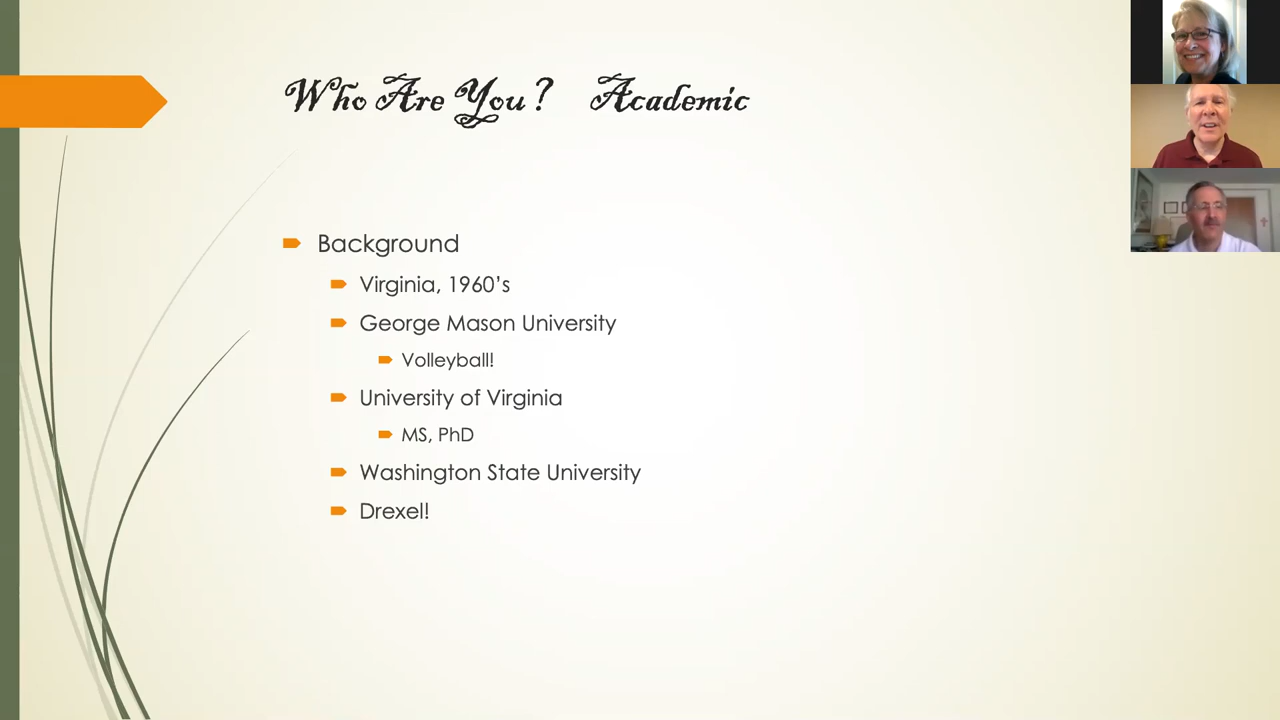 Who Are You? Academic
Background
Virginia, 1960's
George Mason University
Volleyball!
University of Virginia
MS, PhD
Washington State University
Drexel!